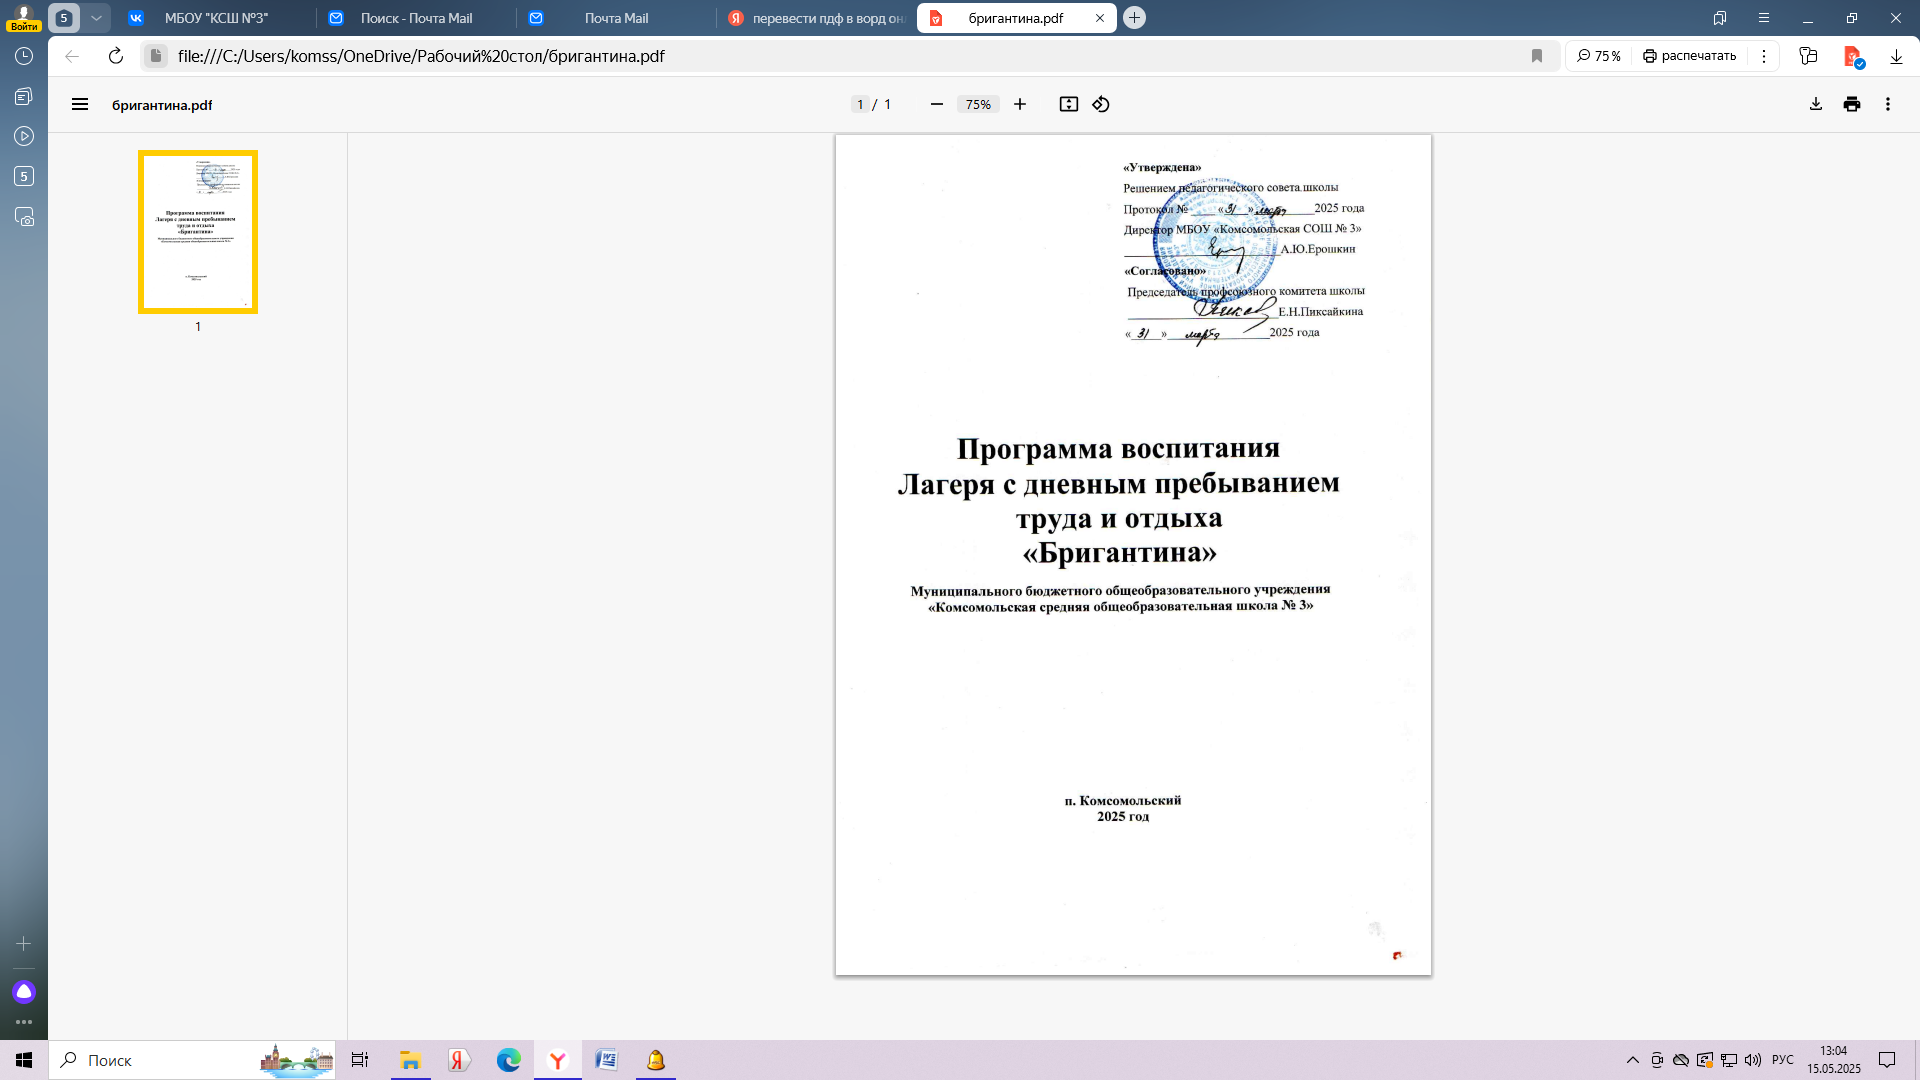 Войти
5
МБОУ "КСШ №3"
Поиск - Почта Mail
Почта Mail
перевести пдф в ворд он
бригантина.pdf
file:///C:/Users/komss/OneDrive/Рабочий%20стол/бригантина.pdf
75%
распечатать
бригантина.pdf
1 / 1
75%
5
1
«Утверждена»
Решением педагогического совета школы
Протокол № «31» марта 2025 года
Директор МБОУ «Комсомольская СОШ № 3»
А.Ю.Ерошкин
«Согласовано»
Председатель профсоюзного комитета школы
Е.Н.Пиксайкина
«31» марта 2025 года
Программа воспитания
Лагеря с дневным пребыванием
труда и отдыха
«Бригантина»
Муниципального бюджетного общеобразовательного учреждения
«Комсомольская средняя общеобразовательная школа № 3»
п. Комсомольский
2025 год
Поиск
РУС
13:04
15.05.2025